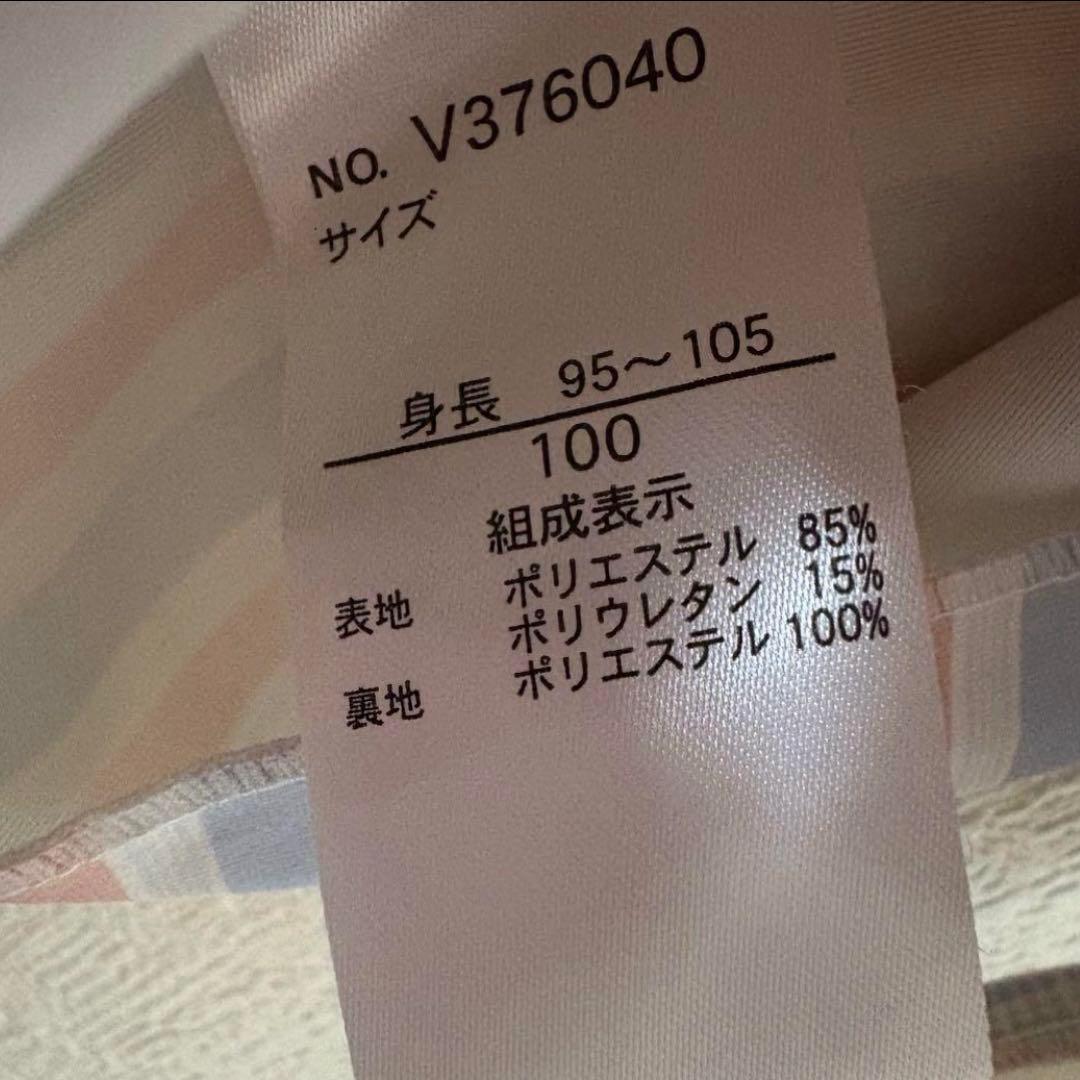 NO. V376040
サイズ
身長 95～105
100
組成表示
表地 ポリエステル 85%
ポリウレタン 15%
裏地 ポリエステル 100%